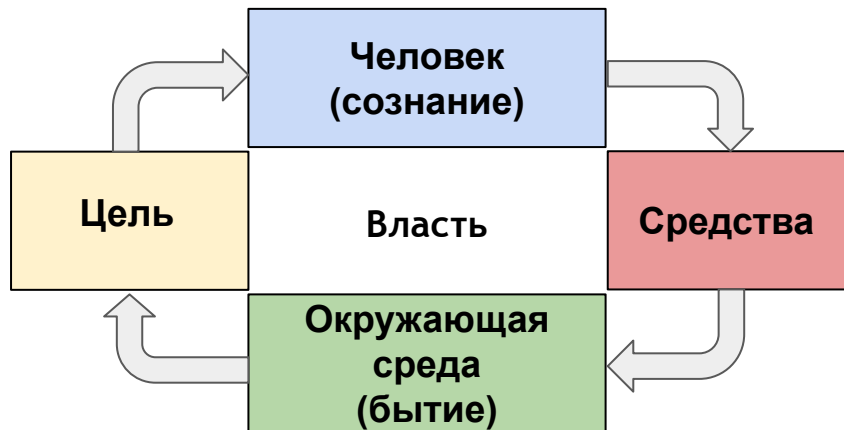 Человек
(сознание)
Цель
Власть
Средства
Окружающая
среда
(бытие)